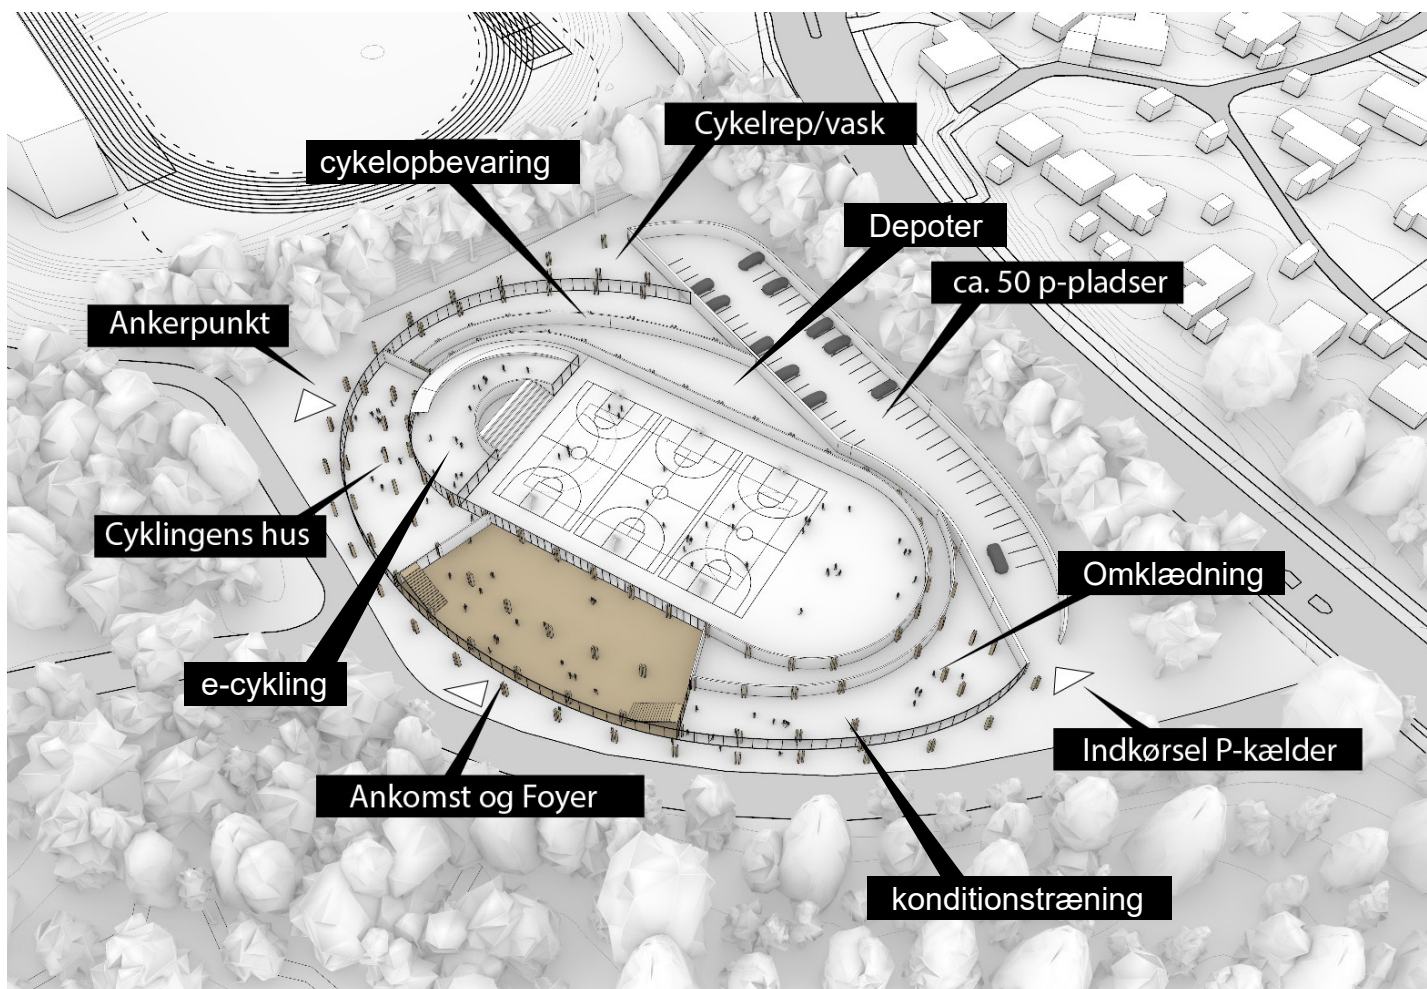 Cykelrep/vask
cykelopbevaring
Depoter
ca. 50 p-pladser
Ankerpunkt
Cyklingens hus
Omklædning
e-cykling
Indkørsel P-kælder
Ankomst og Foyer
konditionstræning